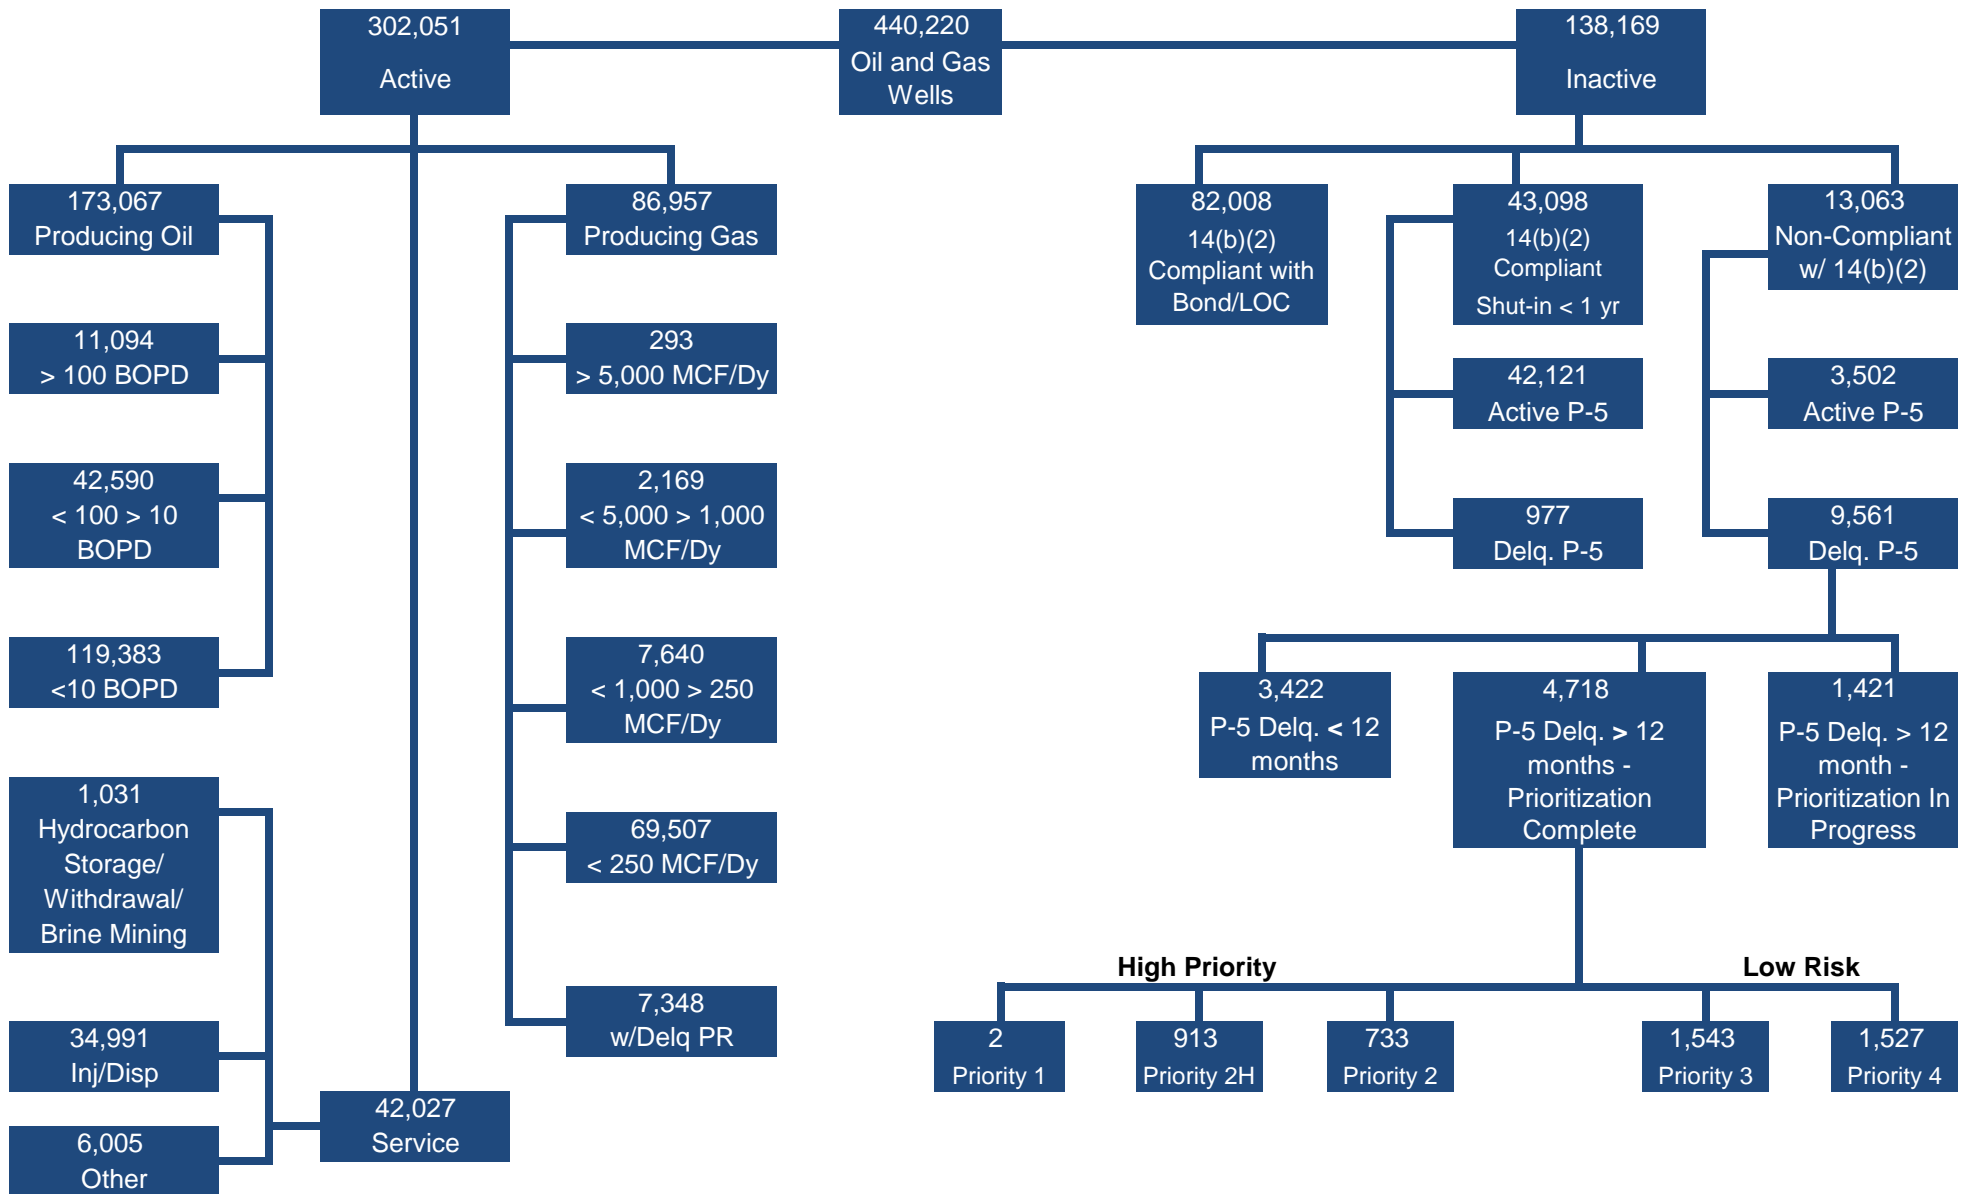 302,051
Active
440,220
Oil and Gas
Wells
138,169
Inactive
173,067
Producing Oil
86,957
Producing Gas
82,008
14(b)(2)
Compliant with
Bond/LOC
43,098
14(b)(2)
Compliant
Shut-in < 1 yr
13,063
Non-Compliant
w/ 14(b)(2)
11,094
> 100 BOPD
293
> 5,000 MCF/Dy
42,121
Active P-5
3,502
Active P-5
42,590
< 100 > 10
BOPD
2,169
< 5,000 > 1,000
MCF/Dy
977
Delq. P-5
9,561
Delq. P-5
119,383
<10 BOPD
7,640
< 1,000 > 250
MCF/Dy
3,422
P-5 Delq. < 12
months
4,718
P-5 Delq. > 12
months -
Prioritization
Complete
1,421
P-5 Delq. > 12
month -
Prioritization In
Progress
1,031
Hydrocarbon
Storage/
Withdrawal/
Brine Mining
69,507
< 250 MCF/Dy
High Priority
Low Risk
7,348
w/Delq PR
34,991
Inj/Disp
2
Priority 1
913
Priority 2H
733
Priority 2
1,543
Priority 3
1,527
Priority 4
42,027
Service
6,005
Other